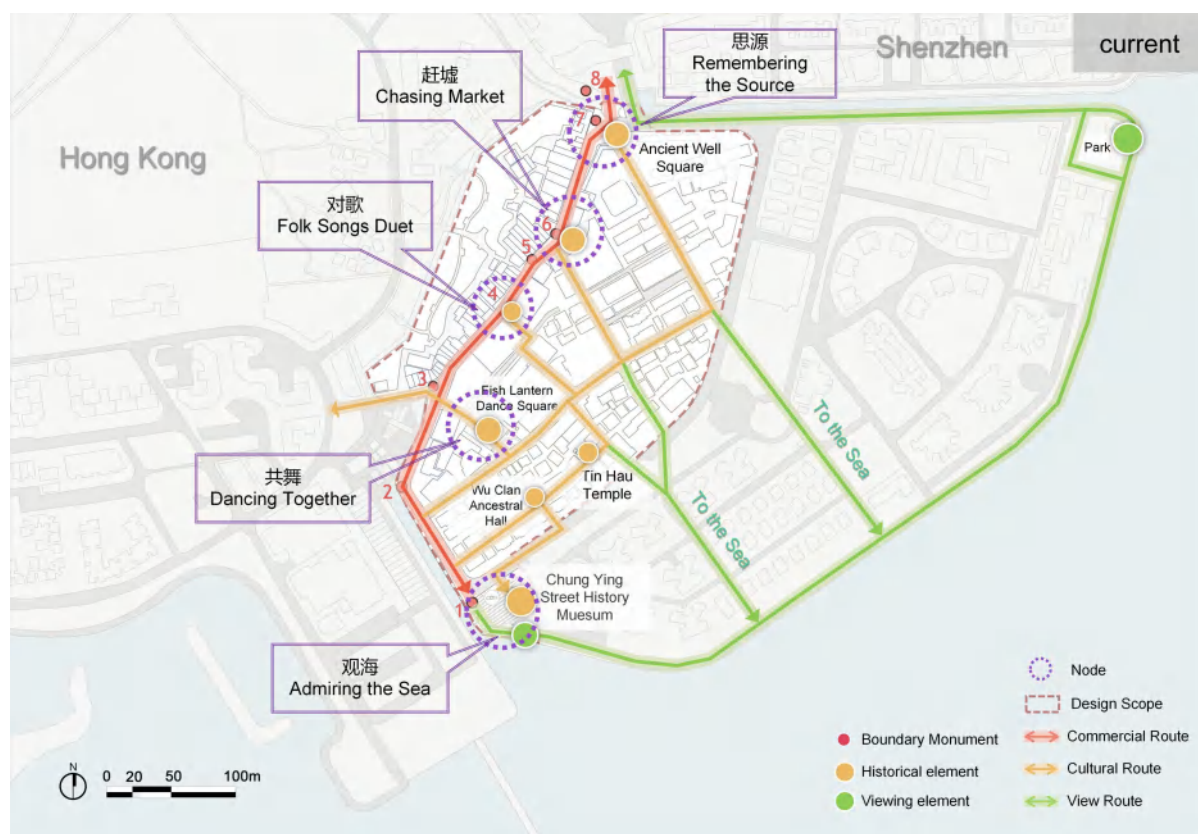 Shenzhen
current
思源
Remembering
the Source
赶墟
Chasing Market
8
7
Ancient Well
Square
Park
Hong Kong
对歌
Folk Songs Duet
6
5
4
3
Fish Lantern
Dance Square
To the Sea
共舞
Dancing Together
2
Wu Clan
Ancestral
Hall
Tin Hau
Temple
To the Sea
Chung Ying
Street History
Muesum
1
观海
Admiring the Sea
Node
Design Scope
Boundary Monument
Commercial Route
Historical element
Cultural Route
Viewing element
View Route
N
0 20 50 100m